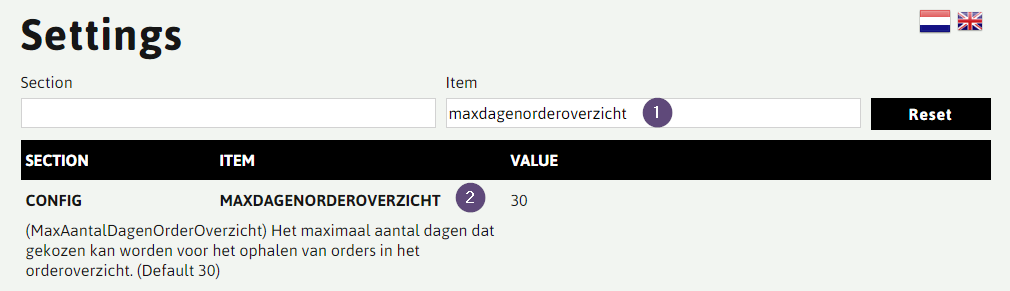 Settings
Section Item
maxdagenorderoverzicht 1 Reset
SECTION ITEM VALUE
CONFIG MAXDAGENORDEROVERZICHT 2 30
(MaxAantalDagenOrderOverzicht) Het maximaal aantal dagen dat
gekozen kan worden voor het ophalen van orders in het
orderoverzicht. (Default 30)